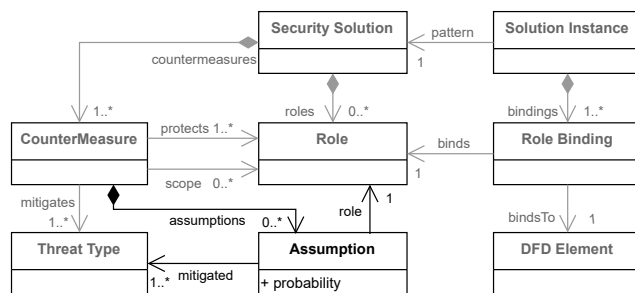 Security Solution
pattern
Solution Instance
countermeasures
1
roles
bindings
1..*
0..*
1..*
CounterMeasure
protects 1..*
Role
binds
Role Binding
scope 0..*
1
mitigates
assumptions
1
role
bindsTo
1..*
0..*
1
Threat Type
mitigated
Assumption
DFD Element
1..*
+ probability